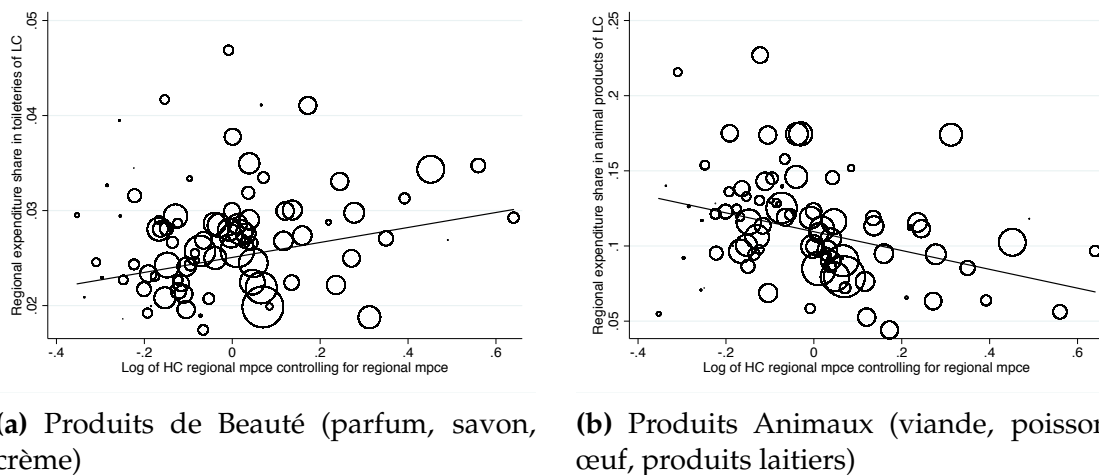 Regional expenditure share in toileteries of LC
.05
.04
.03
.02
-.4 -.2 0 .2 .4 .6
Log of HC regional mpce controlling for regional mpce
Regional expenditure share in animal products of LC
.25
.2
.15
.1
.05
-.4 -.2 0 .2 .4 .6
Log of HC regional mpce controlling for regional mpce
(a) Produits de Beauté (parfum, savon,
crème)
(b) Produits Animaux (viande, poisson
œuf, produits laitiers)